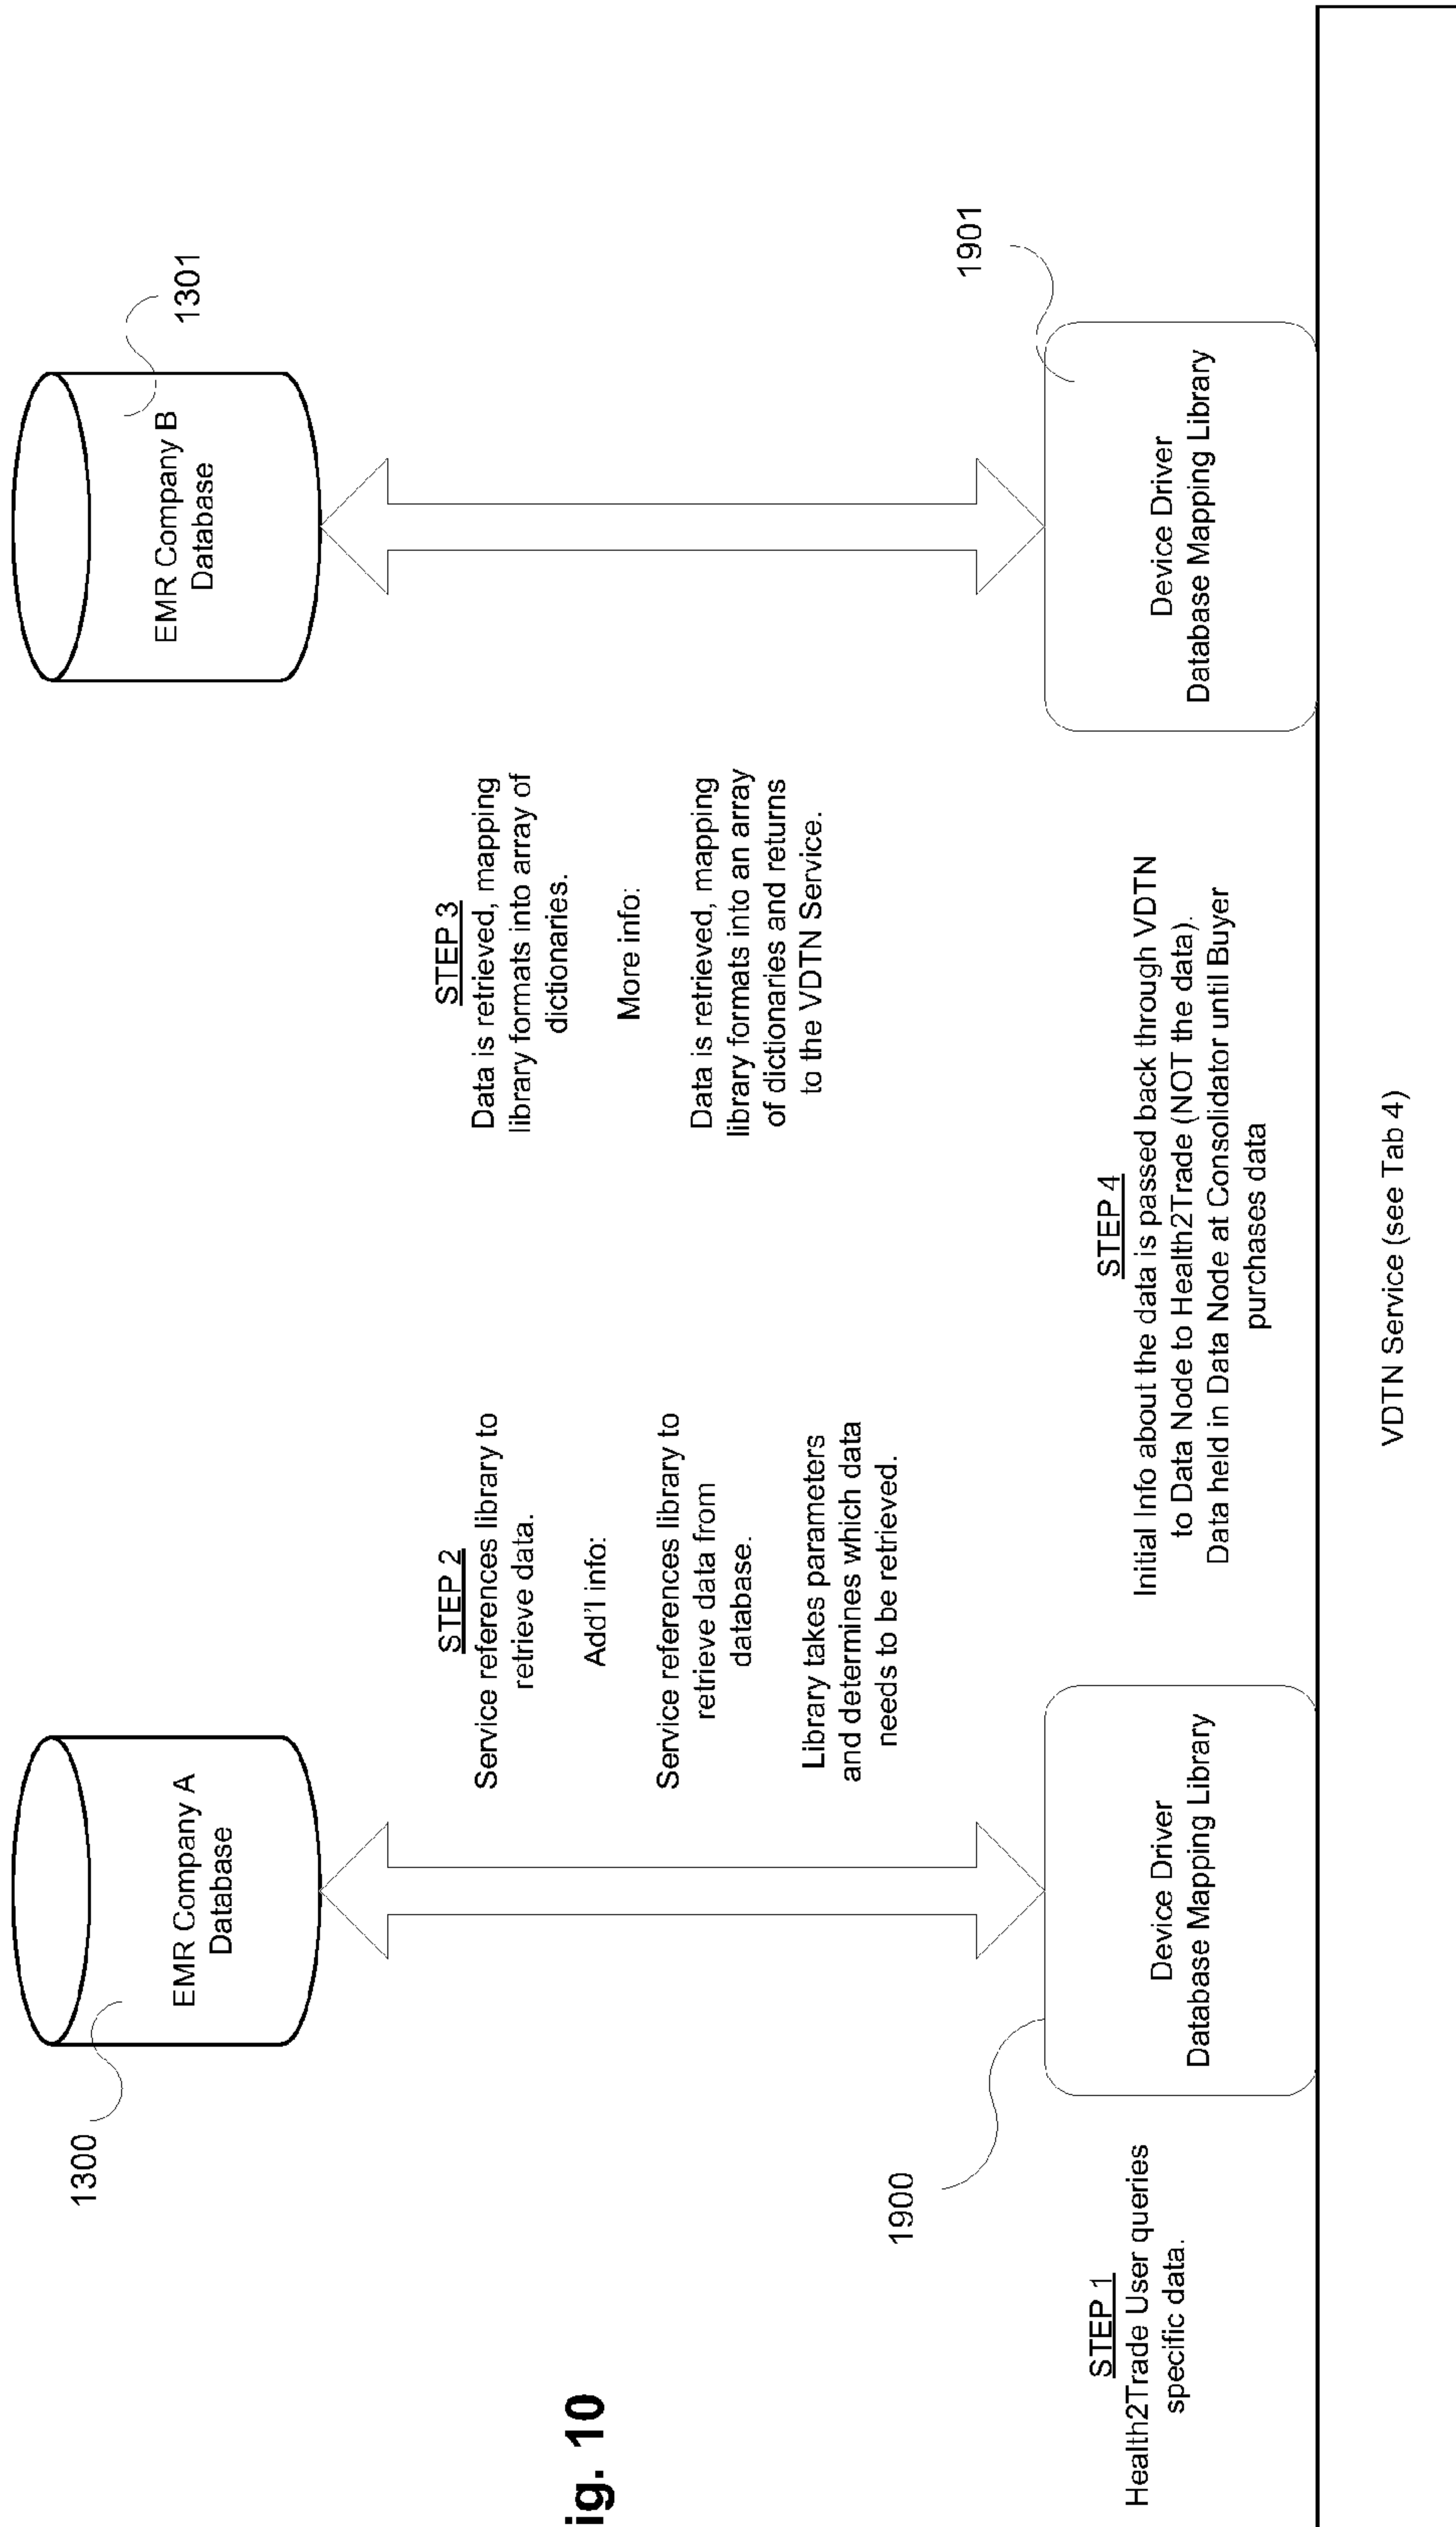 ig. 10
1300
EMR Company A
Database
EMR Company B
Database
1301
STEP 2
Service references library to
retrieve data.
Add'l info:
Service references library to
retrieve data from
database.
Library takes parameters
and determines which data
needs to be retrieved.
STEP 3
Data is retrieved, mapping
library formats into array of
dictionaries.
More info:
Data is retrieved, mapping
library formats into an array
of dictionaries and returns
to the VDTN Service.
1900
1901
STEP 1
Health2Trade User queries
specific data.
Device Driver
Database Mapping Library
STEP 4
Initial Info about the data is passed back through VDTN
to Data Node to Health2Trade (NOT the data).
Data held in Data Node at Consolidator until Buyer
purchases data
Device Driver
Database Mapping Library
VDTN Service (see Tab 4)